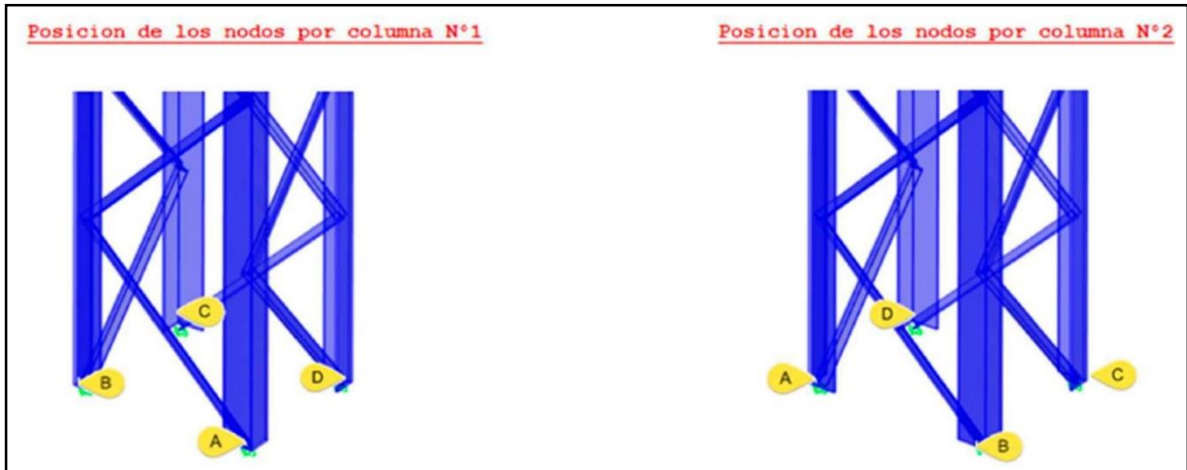 Posicion de los nodos por columna N°1
Posicion de los nodos por columna N°2
C
B
D
A
D
A
C
B